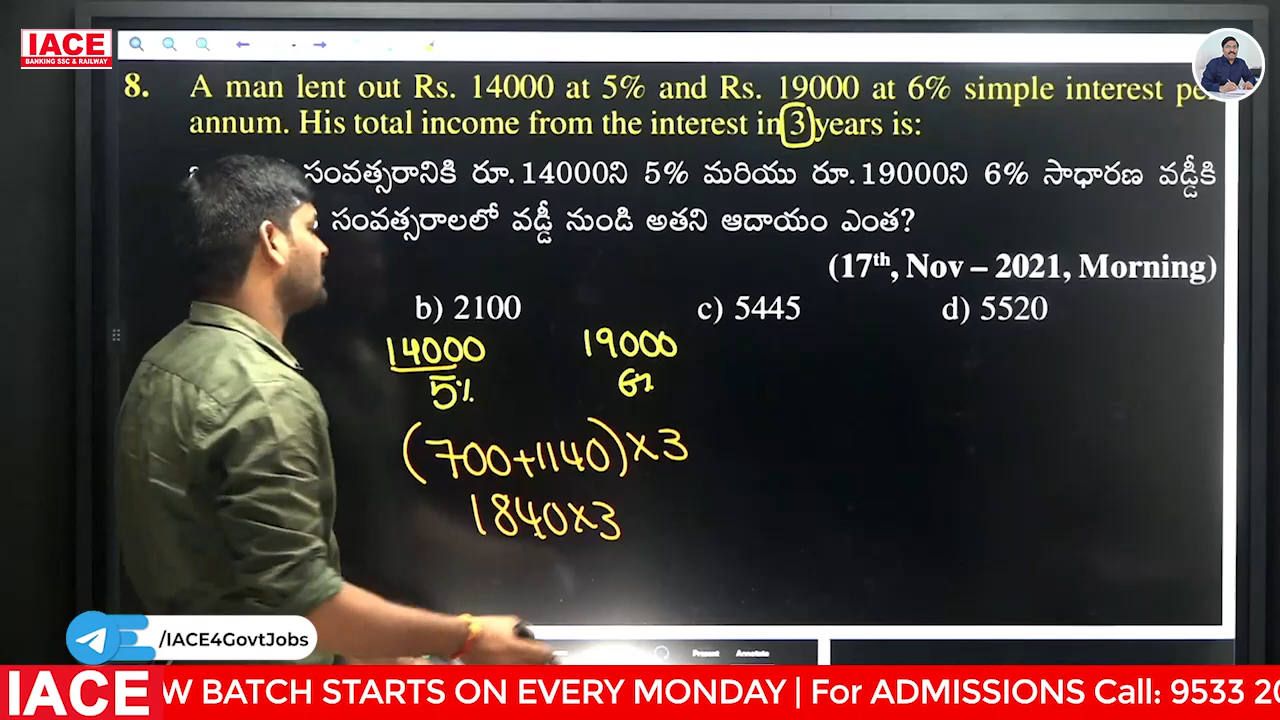 IACE
BANKING SSC & RAILWAY
8. A man lent out Rs. 14000 at 5% and Rs. 19000 at 6% simple interest
annum. His total income from the interest in 3 years is:
సంవత్సరానికి రూ.14000ని 5% మరియు రూ.19000ని 6% సాధారణ వడ్డీకి
సంవత్సరాలలో వడ్డీ నుండి అతని ఆదాయం ఎంత?
(17th, Nov – 2021, Morning)
b) 2100 c) 5445 d) 5520
14000 19000
5% 6%
(700+1140)×3
1840×3
/IACE4GovtJobs
Present Annotate
IACE W BATCH STARTS ON EVERY MONDAY | For ADMISSIONS Call: 9533 20